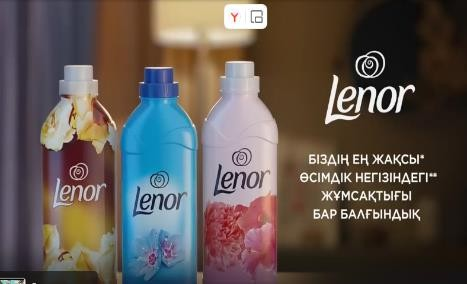 Lenor
Lenor
Lenor
Lenor
БІЗДІҢ ЕҢ ЖАҚСЫ*
ӨСІМДІК НЕГІЗІНДЕГІ**
ЖҰМСАҚТЫҒЫ
БАР БАЛҒЫНДЫҚ